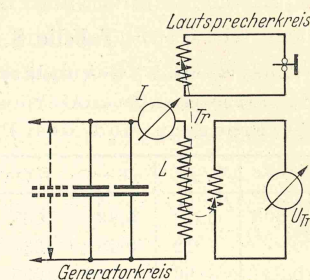 Lautsprecherkreis
I
Tr
L
U_Tr
Generatorkreis